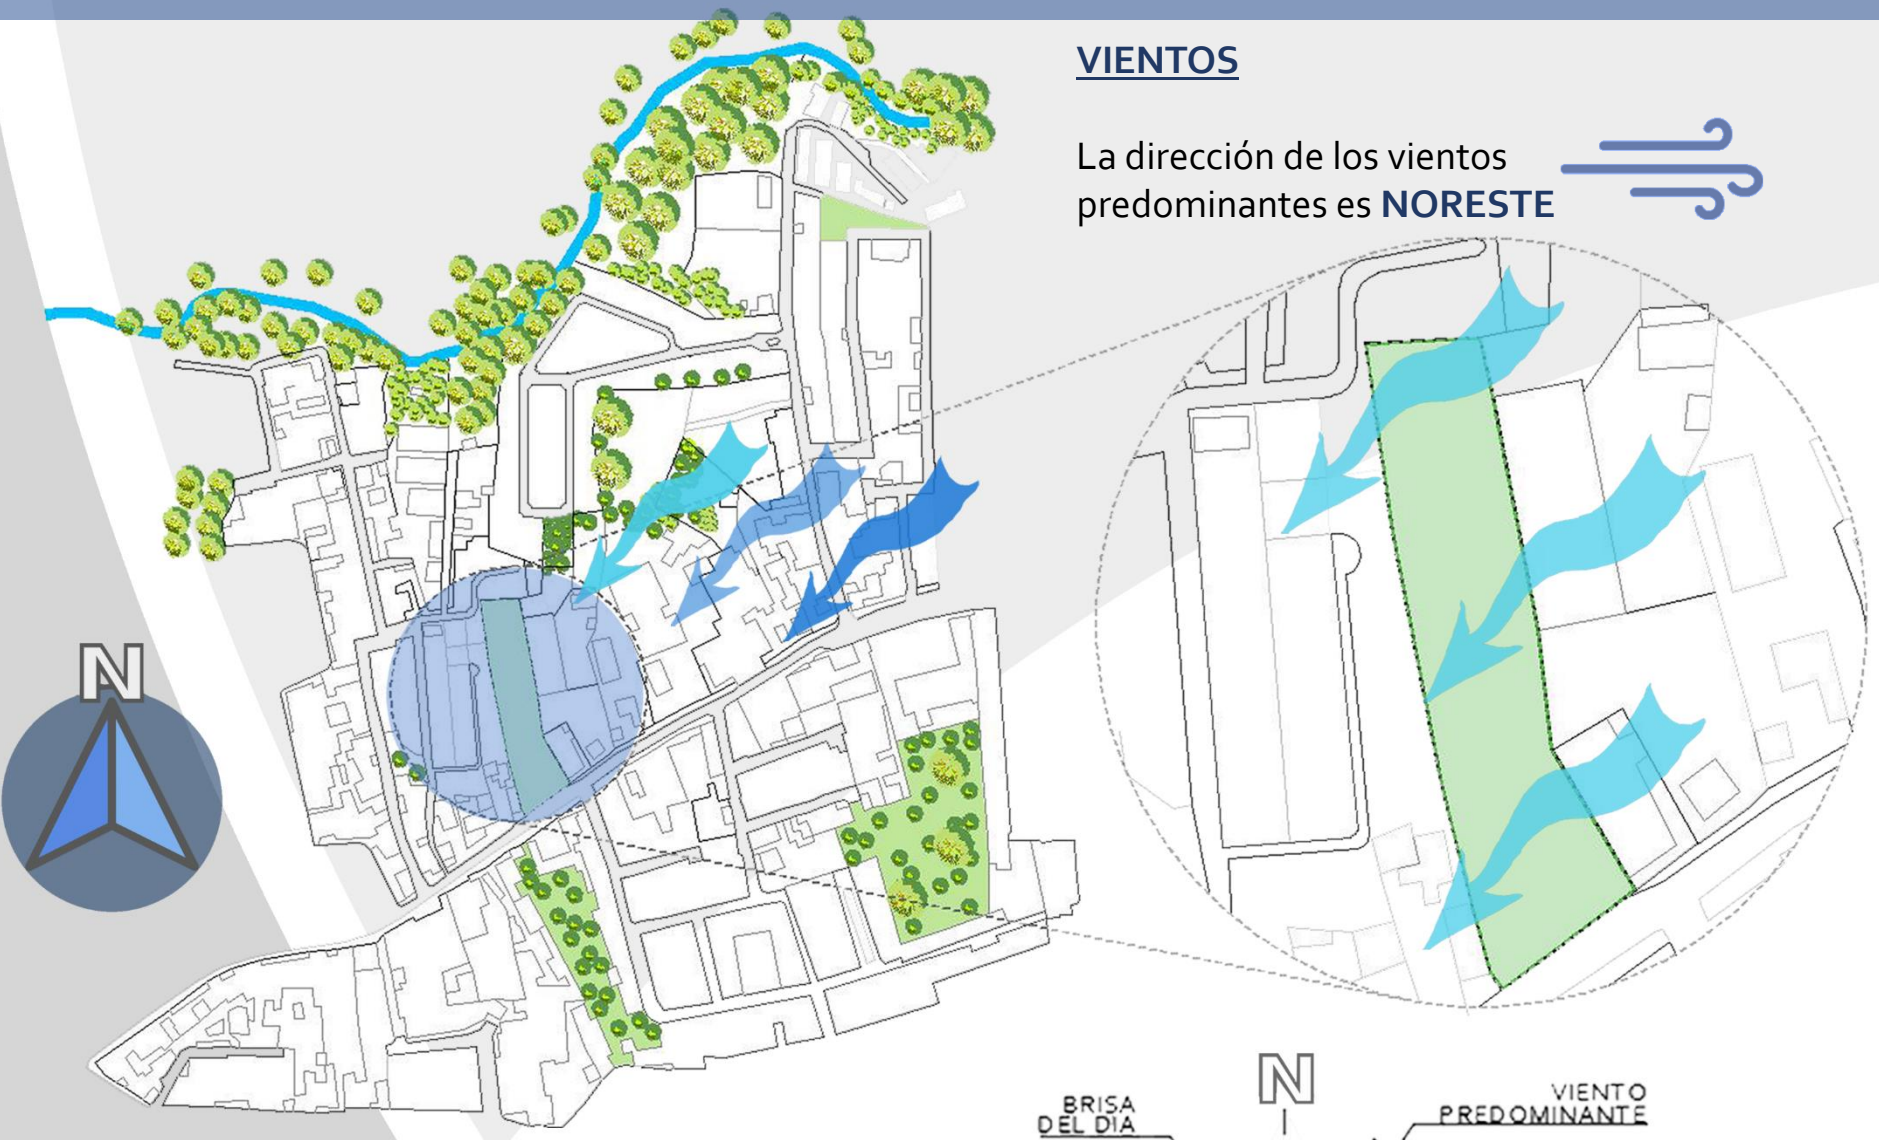 VIENTOS
La dirección de los vientos
predominantes es NORESTE
N
N
BRISA
DEL DIA
VIENTO
PREDOMINANTE